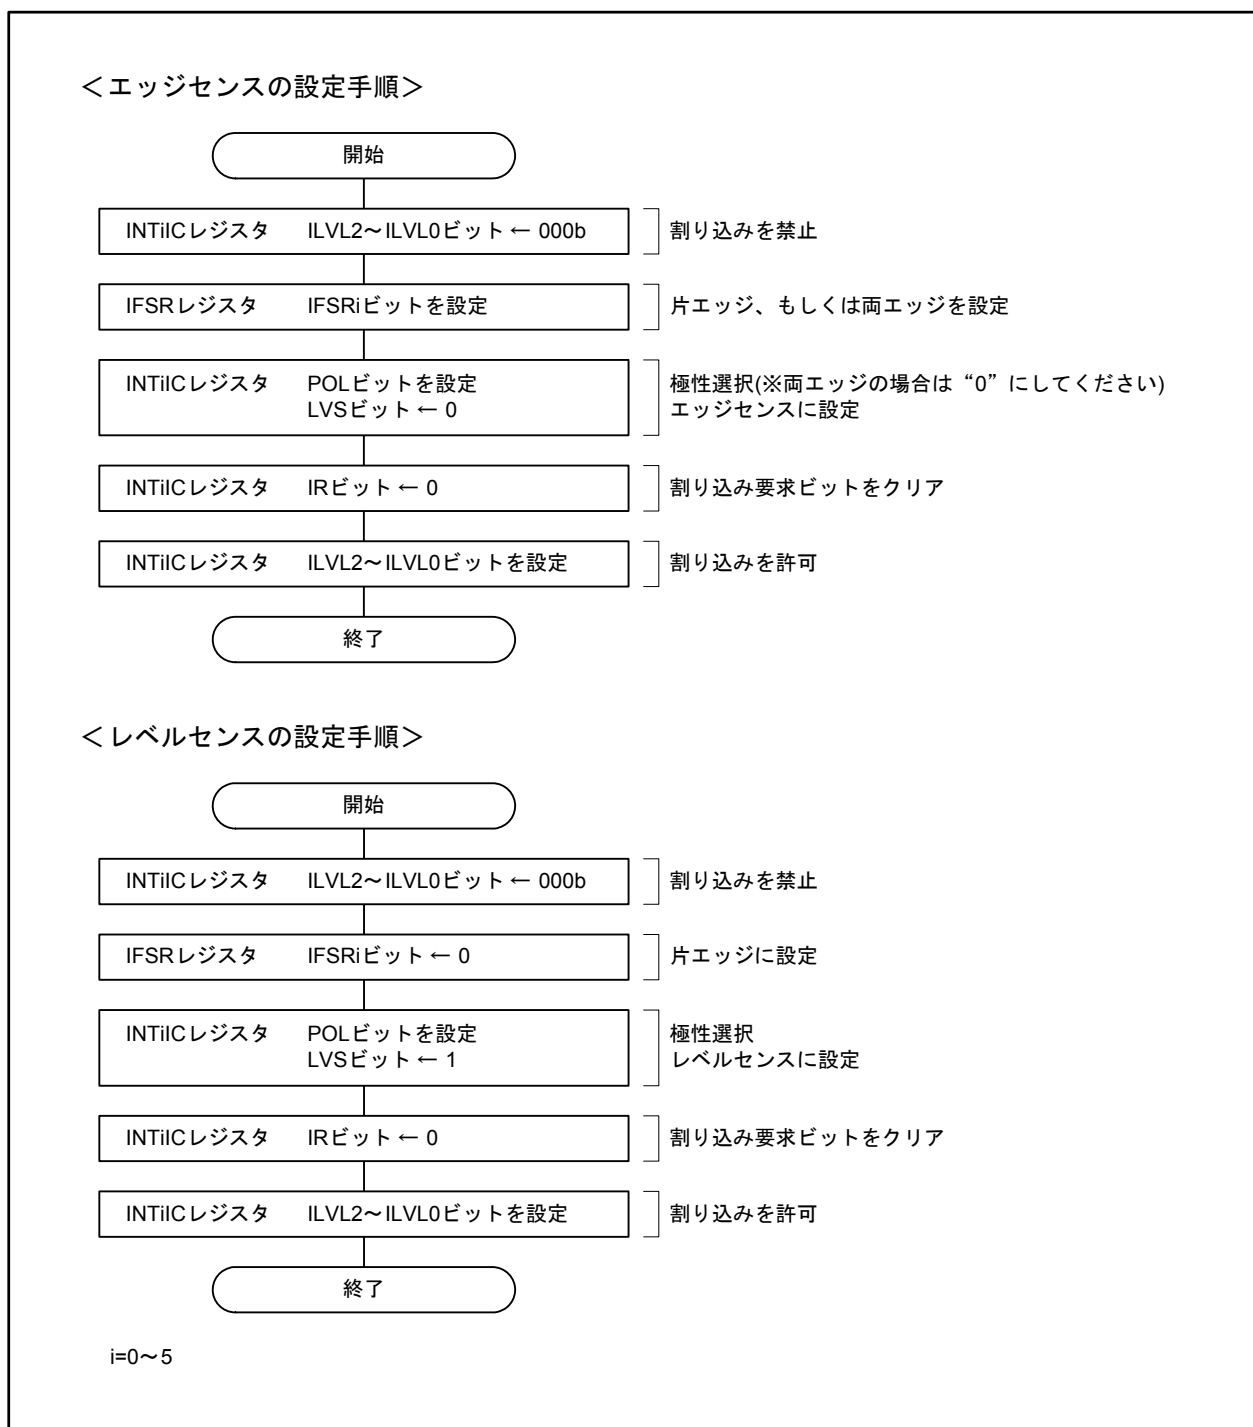 ＜エッジセンスの設定手順＞
開始
INTiICレジスタ ILVL2～ILVL0ビット ← 000b 割り込みを禁止
IFSRレジスタ IFSRiビットを設定 片エッジ、もしくは両エッジを設定
INTiICレジスタ POLビットを設定 極性選択(※両エッジの場合は“0”にしてください)
LVSビット ← 0 エッジセンスに設定
INTiICレジスタ IRビット ← 0 割り込み要求ビットをクリア
INTiICレジスタ ILVL2～ILVL0ビットを設定 割り込みを許可
終了
＜レベルセンスの設定手順＞
開始
INTiICレジスタ ILVL2～ILVL0ビット ← 000b 割り込みを禁止
IFSRレジスタ IFSRiビット ← 0 片エッジに設定
INTiICレジスタ POLビットを設定 極性選択
LVSビット ← 1 レベルセンスに設定
INTiICレジスタ IRビット ← 0 割り込み要求ビットをクリア
INTiICレジスタ ILVL2～ILVL0ビットを設定 割り込みを許可
終了
i=0～5